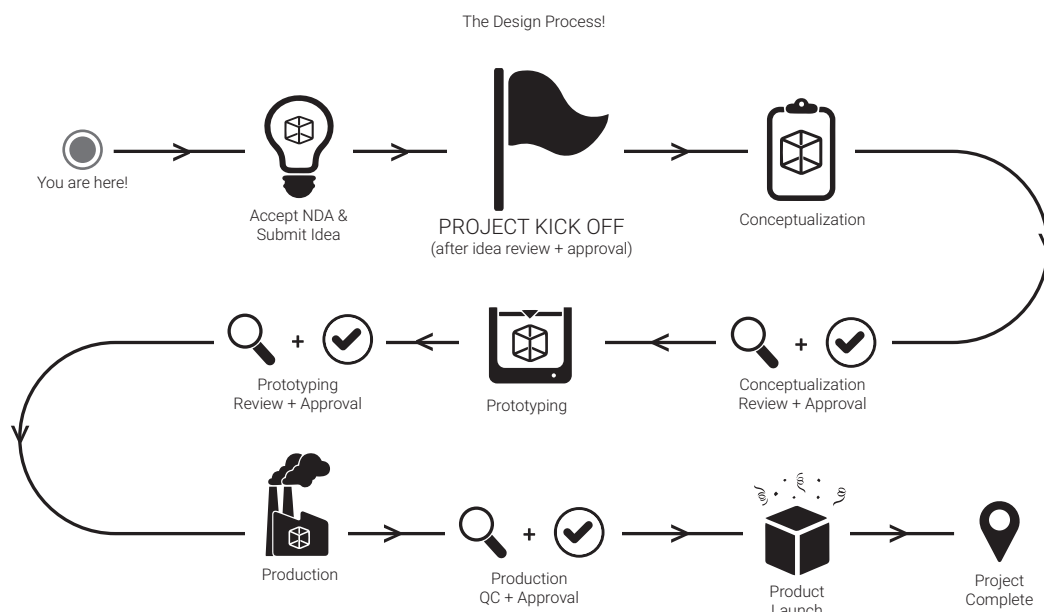 The Design Process!
You are here!
Accept NDA &
Submit Idea
PROJECT KICK OFF
(after idea review + approval)
Conceptualization
+
Prototyping
Review + Approval
Prototyping
+
Conceptualization
Review + Approval
Production
+
Production
QC + Approval
Product
Launch
Project
Complete